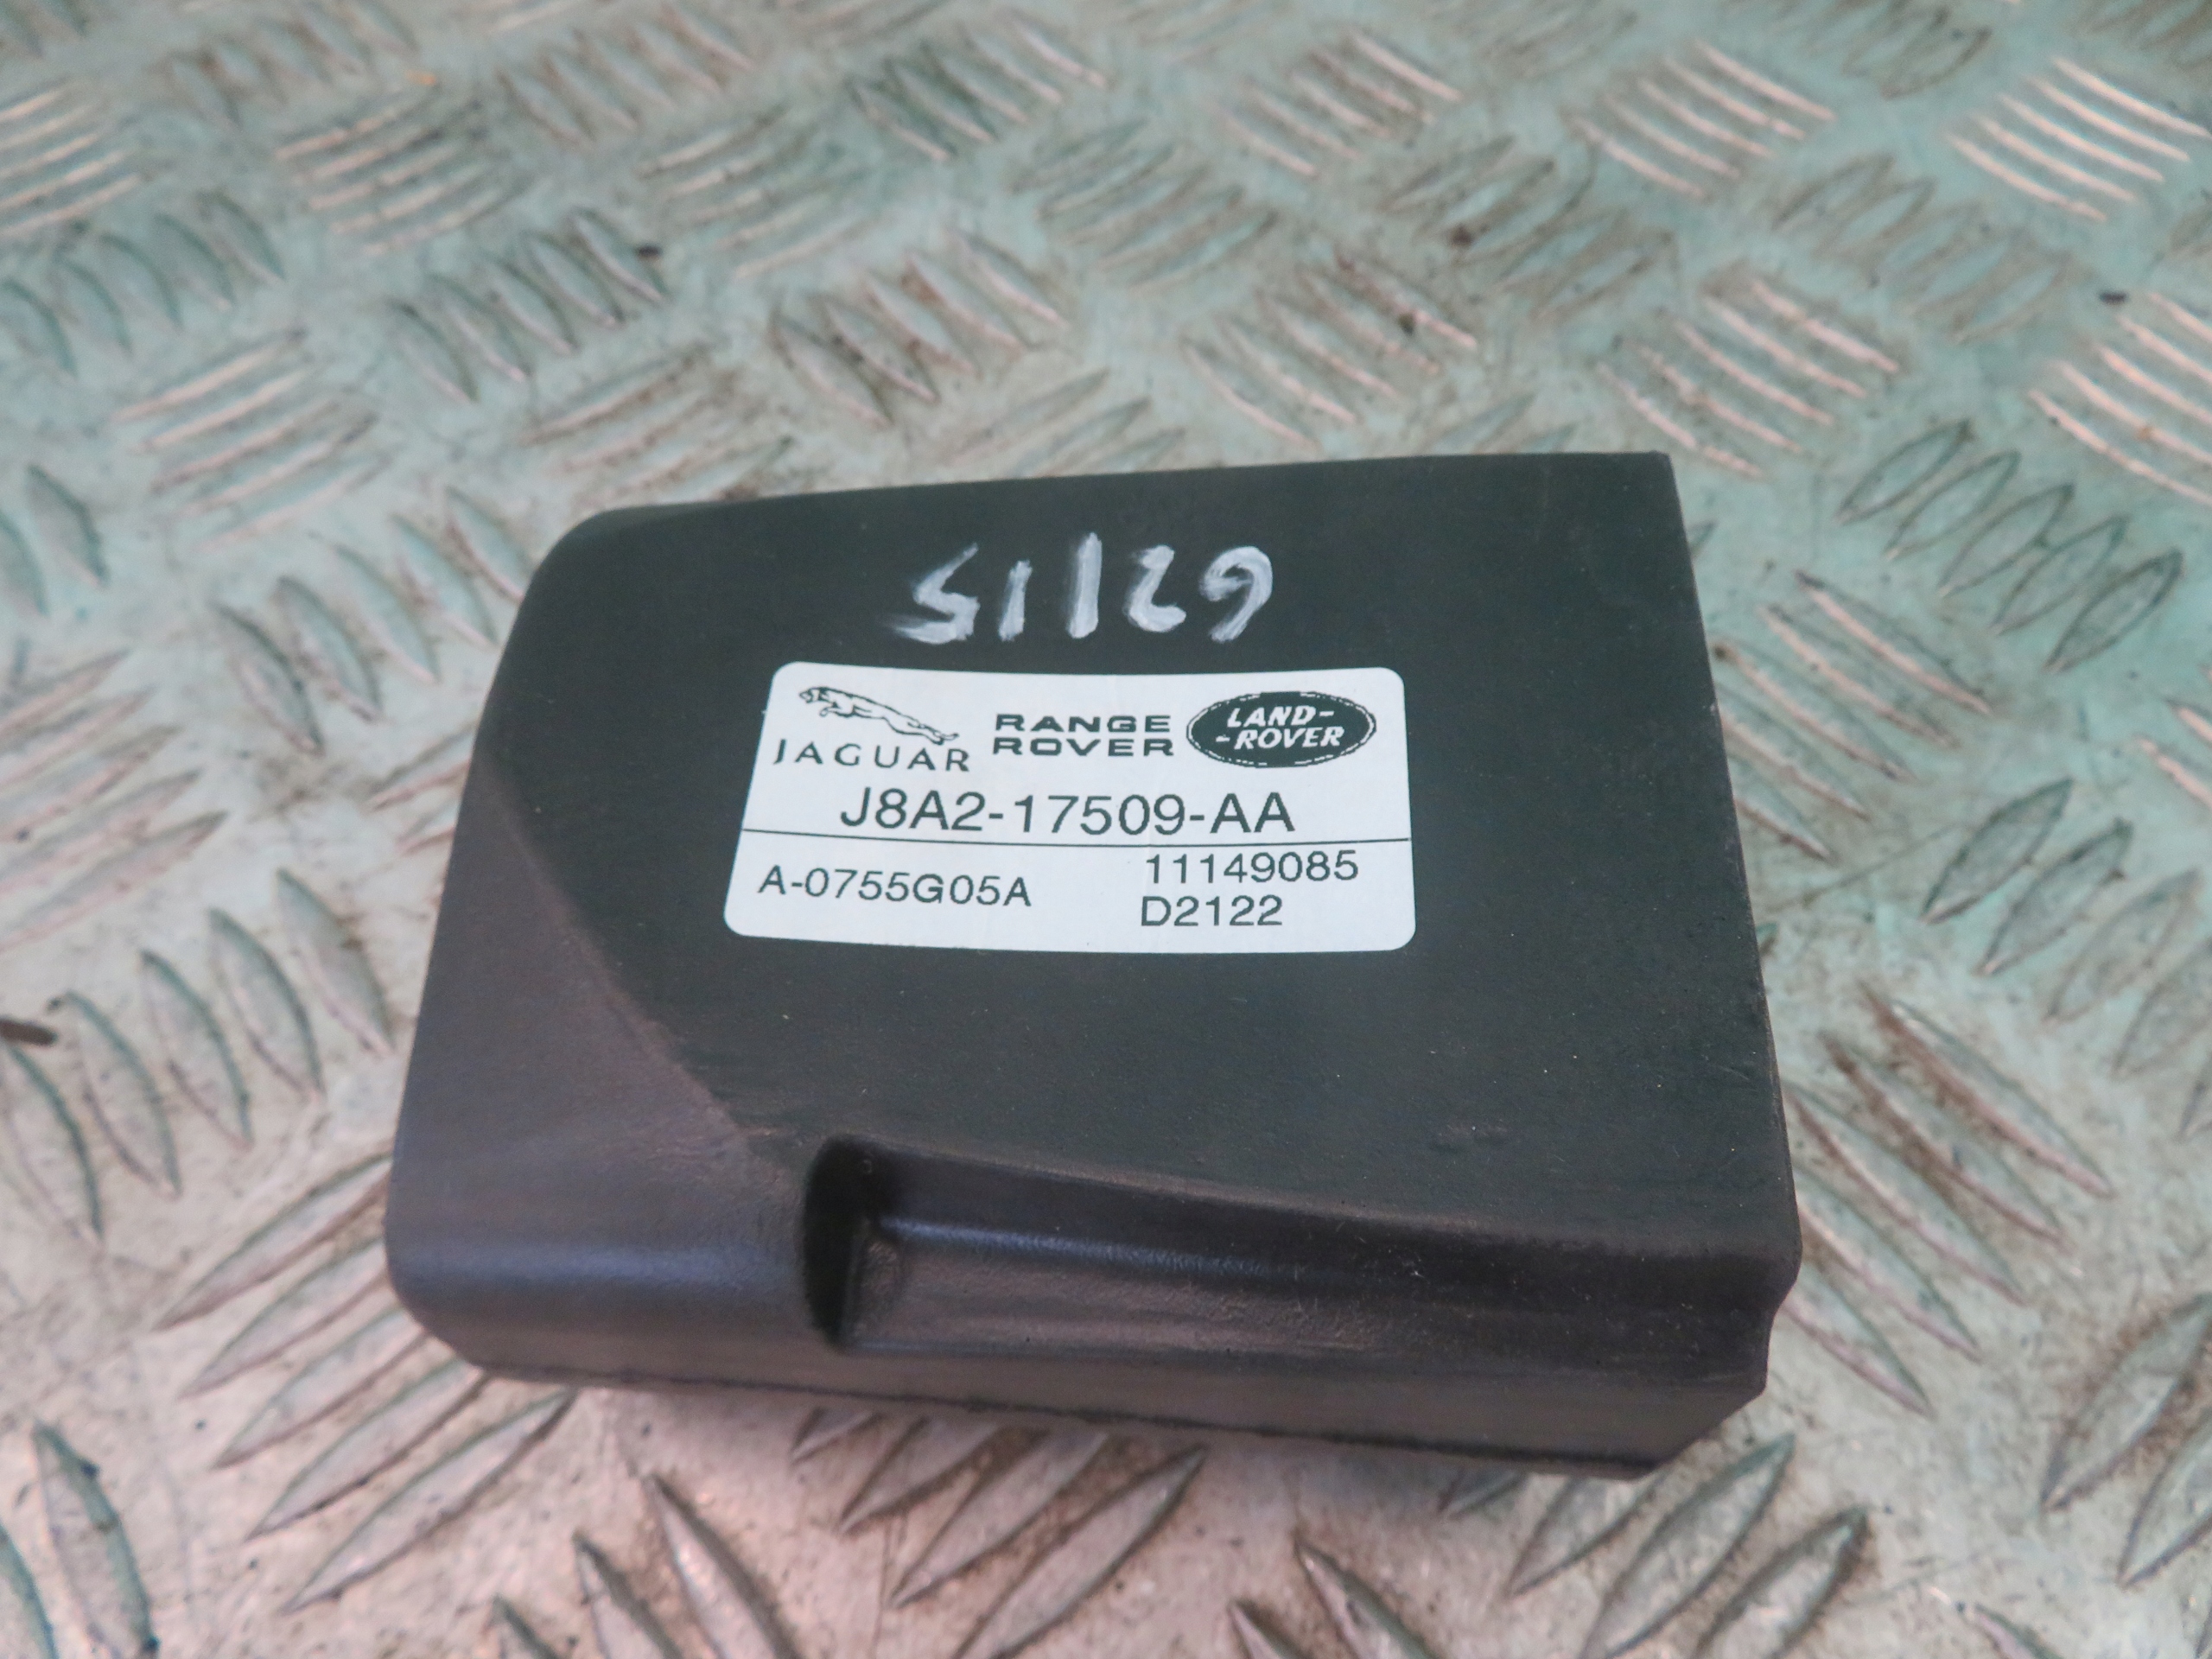 51129
JAGUAR
RANGE ROVER
LAND-
-ROVER
J8A2-17509-AA
A-0755G05A
11149085
D2122